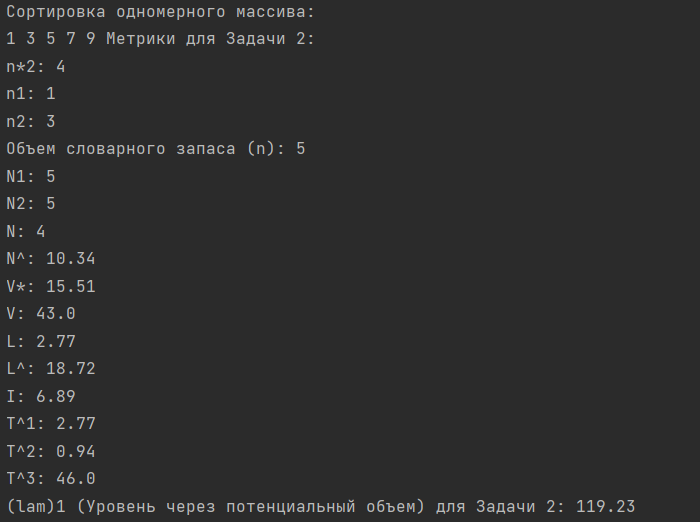 Сортировка одномерного массива:
1 3 5 7 9 Метрики для Задачи 2:
n*2: 4
n1: 1
n2: 3
Объем словарного запаса (n): 5
N1: 5
N2: 5
N: 4
N^: 10.34
V*: 15.51
V: 43.0
L: 2.77
L^: 18.72
I: 6.89
T^1: 2.77
T^2: 0.94
T^3: 46.0
(lam)1 (Уровень через потенциальный объем) для Задачи 2: 119.23